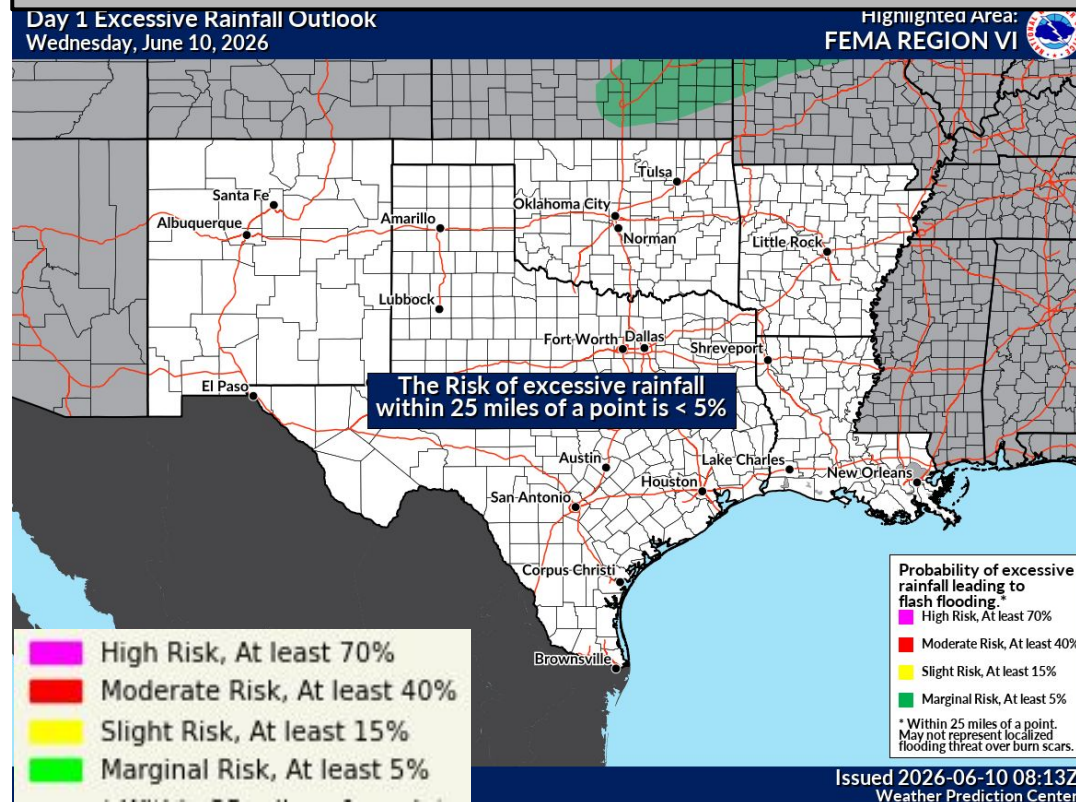 Day 1 Excessive Rainfall Outlook
Wednesday, June 10, 2026
Highlighted Area:
FEMA REGION VI
Santa Fe
Albuquerque
Amarillo
Tulsa
Oklahoma City
Norman
Little Rock
Lubbock
Fort Worth
Dallas
Shreveport
El Paso
The Risk of excessive rainfall
within 25 miles of a point is < 5%
Austin
Lake Charles
New Orleans
Houston
San Antonio
Corpus Christi
Brownsville
Probability of excessive
rainfall leading to
flash flooding.*
High Risk, At least 70%
Moderate Risk, At least 40%
Slight Risk, At least 15%
Marginal Risk, At least 5%
* Within 25 miles of a point.
May not represent localized
flooding threat over burn scars.
High Risk, At least 70%
Moderate Risk, At least 40%
Slight Risk, At least 15%
Marginal Risk, At least 5%
Issued 2026-06-10 08:13Z
Weather Prediction Center